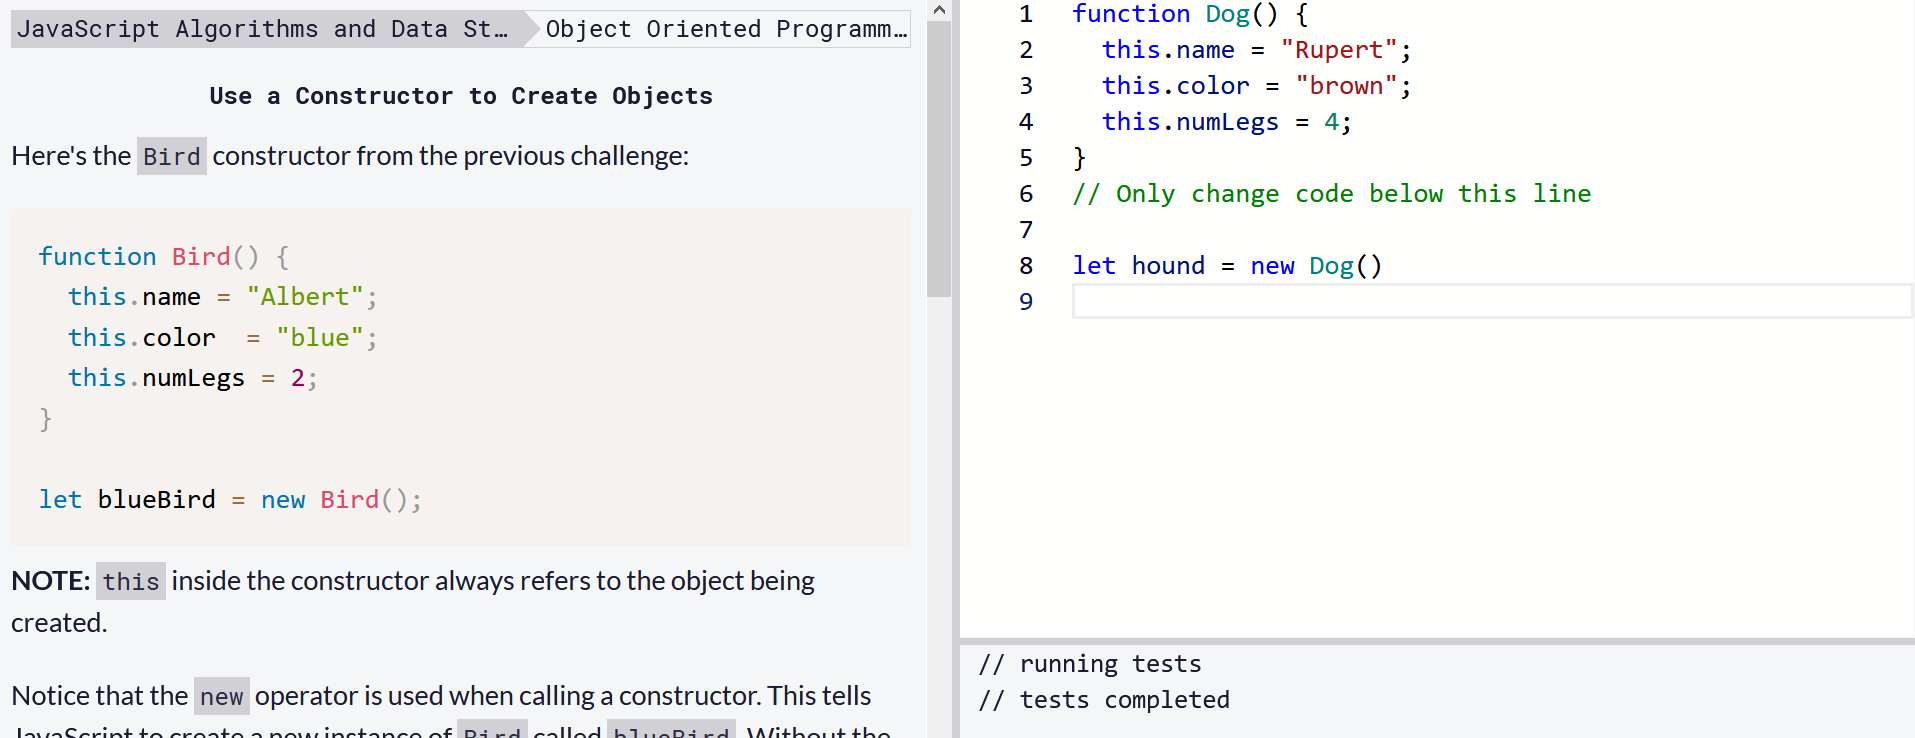 JavaScript Algorithms and Data St…
Object Oriented Programm…
Use a Constructor to Create Objects
Here's the Bird constructor from the previous challenge:
function Bird() {
  this.name = "Albert";
  this.color  = "blue";
  this.numLegs = 2;
}
let blueBird = new Bird();
NOTE: this inside the constructor always refers to the object being
created.
Notice that the new operator is used when calling a constructor. This tells
JavaScript to create a new instance of Bird called blueBird. Without the
1 function Dog() {
2   this.name = "Rupert";
3   this.color = "brown";
4   this.numLegs = 4;
5 }
6 // Only change code below this line
7
8 let hound = new Dog()
9
// running tests
// tests completed